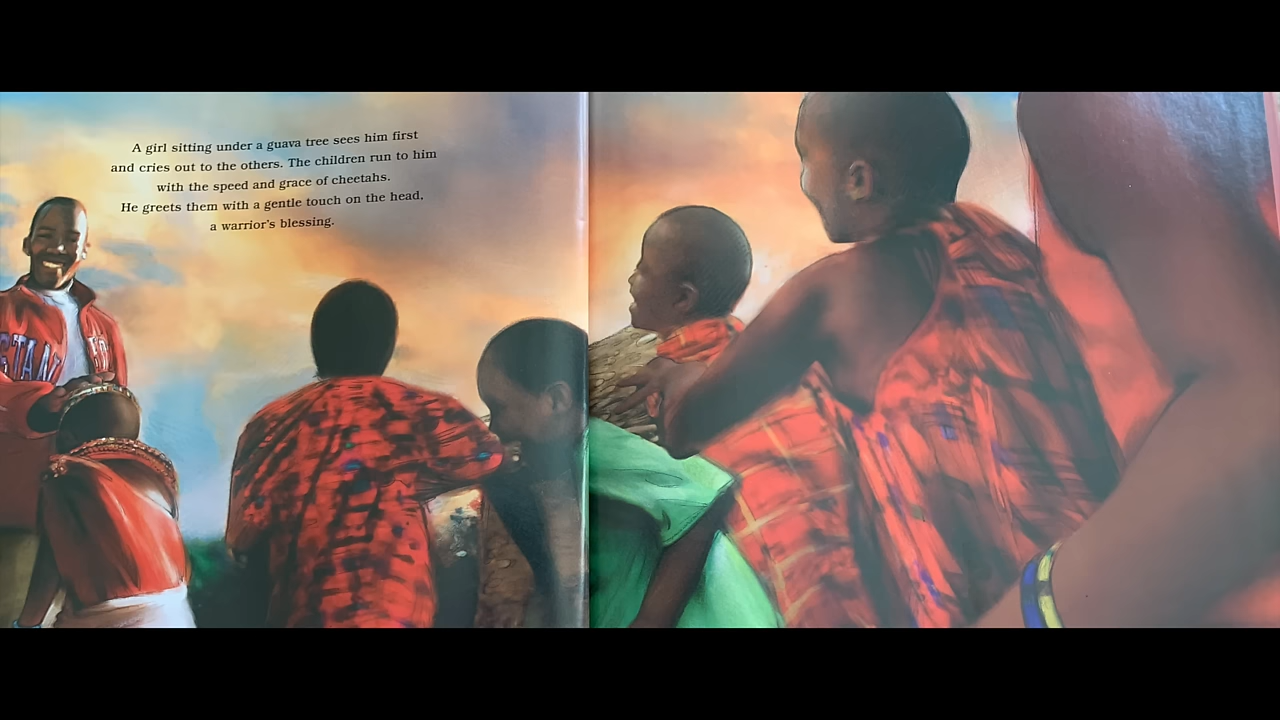 A girl sitting under a guava tree sees him first
and cries out to the others. The children run to him
with the speed and grace of cheetahs.
He greets them with a gentle touch on the head,
a warrior's blessing.
STAN